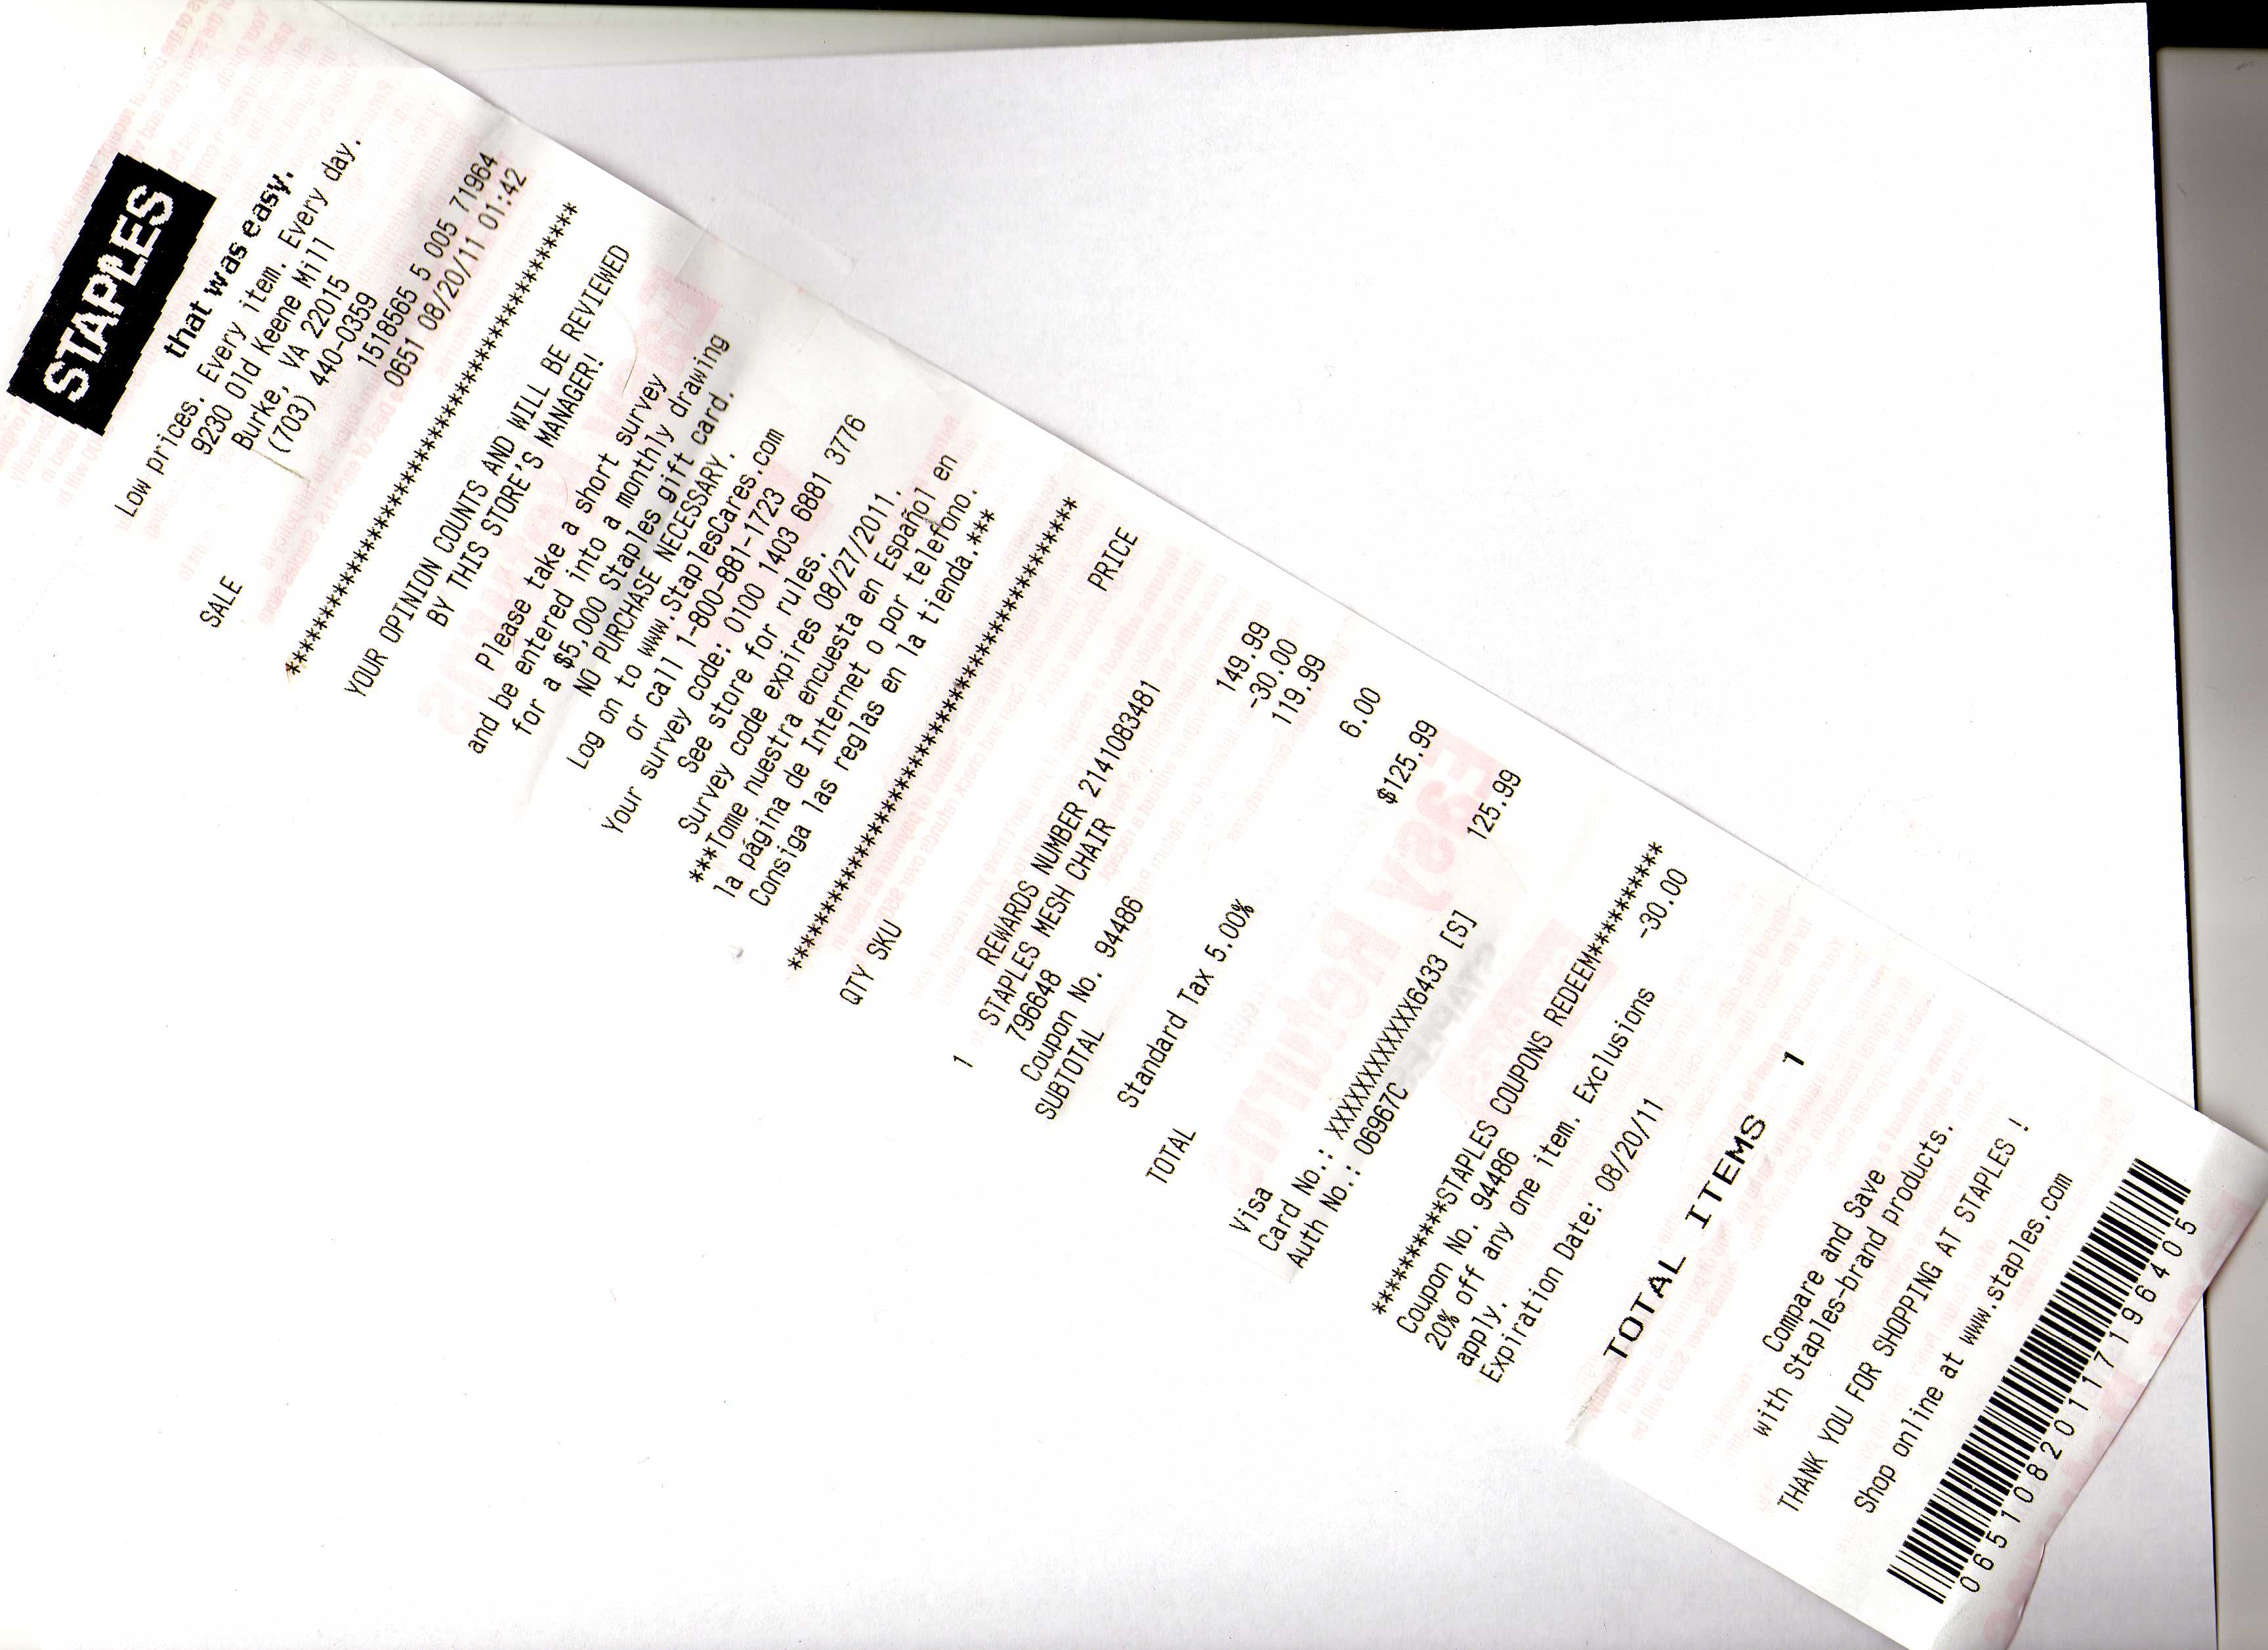 STAPLES
that was easy.
Low prices. Every item. Every day.
9230 Old Keene Mill
Burke, VA 22015
(703) 440-0359
SALE 1518565 5 005 71964
0651 08/20/11 01:42
***********************************
YOUR OPINION COUNTS AND WILL BE REVIEWED
BY THIS STORE'S MANAGER!
Please take a short survey
and be entered into a monthly drawing
for a $5,000 Staples gift card.
NO PURCHASE NECESSARY.
Log on to www.StaplesCares.com
or call 1-800-881-1723
Your survey code: 0100 1403 6881 3776
See store for rules.
Survey code expires 08/27/2011.
***Tome nuestra encuesta en Español en
la página de Internet o por telefono.
Consiga las reglas en la tienda.***
***********************************
QTY SKU PRICE
REWARDS NUMBER 2141083481
1 STAPLES MESH CHAIR
796648 149.99
Coupon No. 94486 -30.00
SUBTOTAL 119.99
Standard Tax 5.00% 6.00
TOTAL $125.99
Visa 125.99
Card No.: XXXXXXXXXXXX6433 [S]
Auth No.: 06967C
*********STAPLES COUPONS REDEEM*********
Coupon No. 94486 -30.00
20% off any one item. Exclusions
apply.
Expiration Date: 08/20/11
TOTAL ITEMS 1
Compare and Save
with Staples-brand products.
THANK YOU FOR SHOPPING AT STAPLES !
Shop online at www.staples.com
06510820117196405